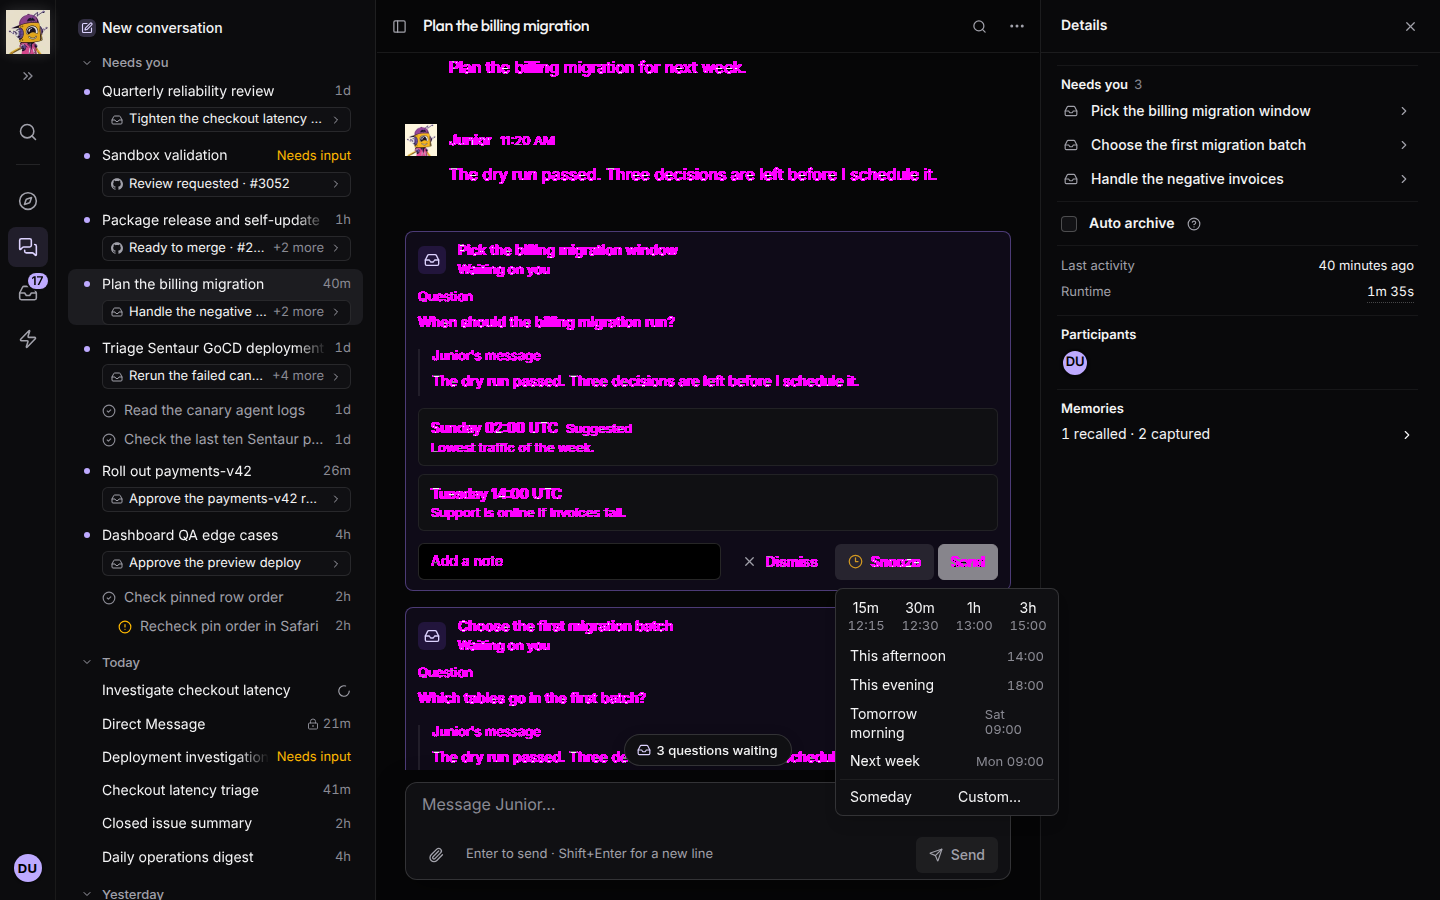 New conversation
Needs you
Quarterly reliability review 1d
Tighten the checkout latency ...
Sandbox validation Needs input
Review requested · #3052
Package release and self-update 1h
Ready to merge · #2... +2 more
17
Plan the billing migration 40m
Handle the negative ... +2 more
Triage Sentaur GoCD deployment 1d
Rerun the failed can... +4 more
Read the canary agent logs 1d
Check the last ten Sentaur p... 1d
Roll out payments-v42 26m
Approve the payments-v42 r...
Dashboard QA edge cases 4h
Approve the preview deploy
Check pinned row order 2h
Recheck pin order in Safari 2h
Today
Investigate checkout latency
Direct Message 21m
Deployment investigation Needs input
Checkout latency triage 41m
Closed issue summary 2h
Daily operations digest 4h
Yesterday
DU
Plan the billing migration
Plan the billing migration for next week.
Junior 11:20 AM
The dry run passed. Three decisions are left before I schedule it.
Pick the billing migration window
Waiting on you
Question
When should the billing migration run?
Junior's message
The dry run passed. Three decisions are left before I schedule it.
Sunday 02:00 UTC Suggested
Lowest traffic of the week.
Tuesday 14:00 UTC
Support is online if invoices fail.
Add a note
Dismiss
Snooze
Send
Choose the first migration batch
Waiting on you
Question
Which tables go in the first batch?
Junior's message
The dry run passed. Three de
3 questions waiting
15m 30m 1h 3h
12:15 12:30 13:00 15:00
This afternoon 14:00
This evening 18:00
Tomorrow morning Sat 09:00
Next week Mon 09:00
Someday Custom...
Message Junior...
Enter to send · Shift+Enter for a new line
Send
Details
Needs you 3
Pick the billing migration window
Choose the first migration batch
Handle the negative invoices
Auto archive
Last activity 40 minutes ago
Runtime 1m 35s
Participants
DU
Memories
1 recalled · 2 captured